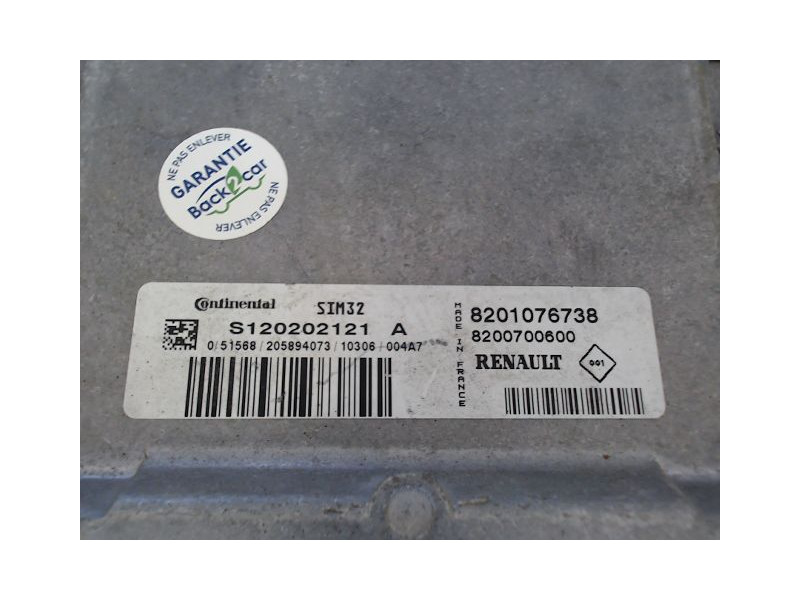 NE PAS ENLEVER
GARANTIE
Back2car
NE PAS ENLEVER
Continental SIM32
S120202121 A
0/51568/205894073/10306/004A7
MADE IN FRANCE
8201076738
8200700600
RENAULT 001